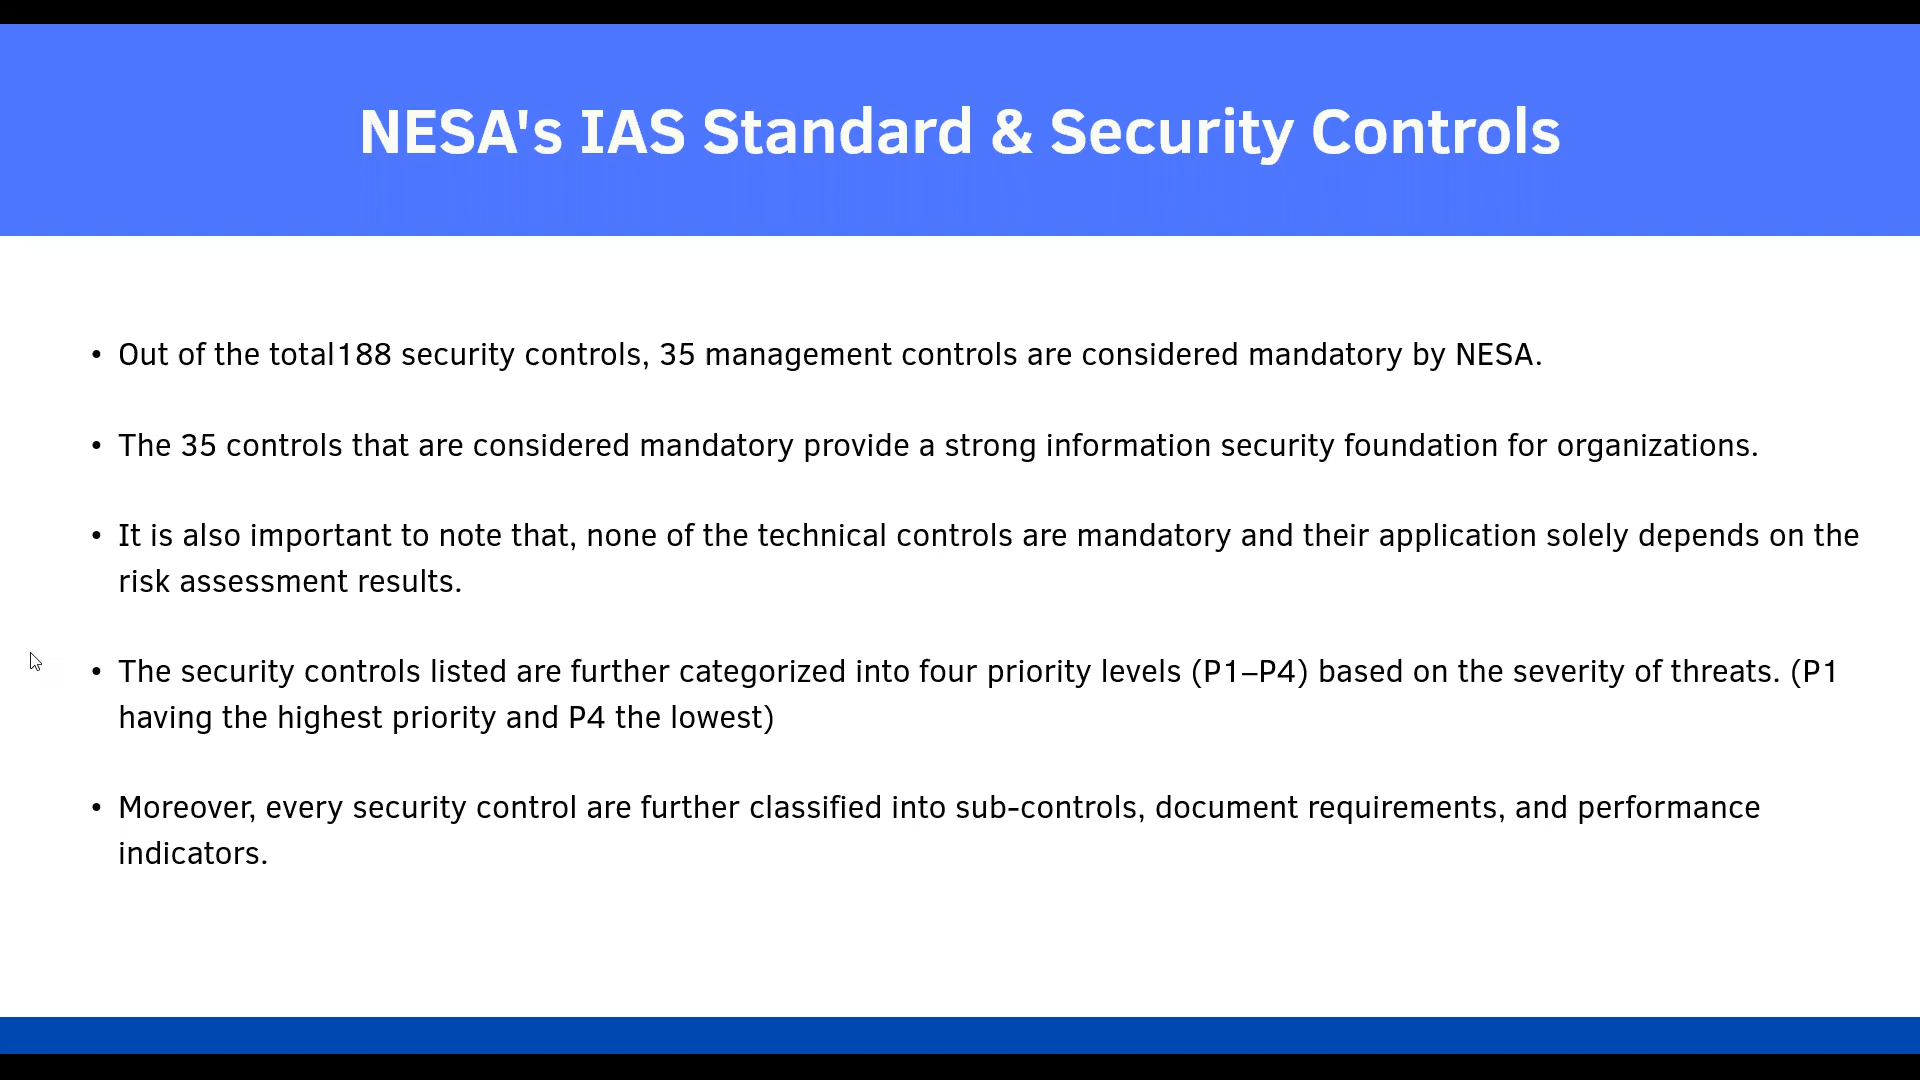 NESA's IAS Standard & Security Controls
• Out of the total188 security controls, 35 management controls are considered mandatory by NESA.
• The 35 controls that are considered mandatory provide a strong information security foundation for organizations.
• It is also important to note that, none of the technical controls are mandatory and their application solely depends on the
risk assessment results.
• The security controls listed are further categorized into four priority levels (P1–P4) based on the severity of threats. (P1
having the highest priority and P4 the lowest)
• Moreover, every security control are further classified into sub-controls, document requirements, and performance
indicators.